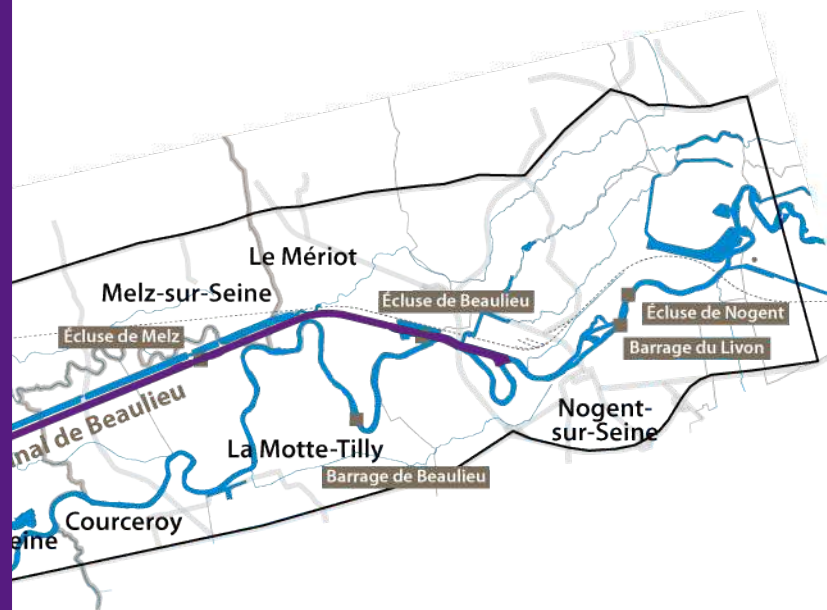 Le Mériot
Melz-sur-Seine
Écluse de Beaulieu
Écluse de Nogent
Écluse de Melz
Barrage du Livon
nal de Beaulieu
Nogent-
sur-Seine
La Motte-Tilly
Barrage de Beaulieu
Courceroy
eine